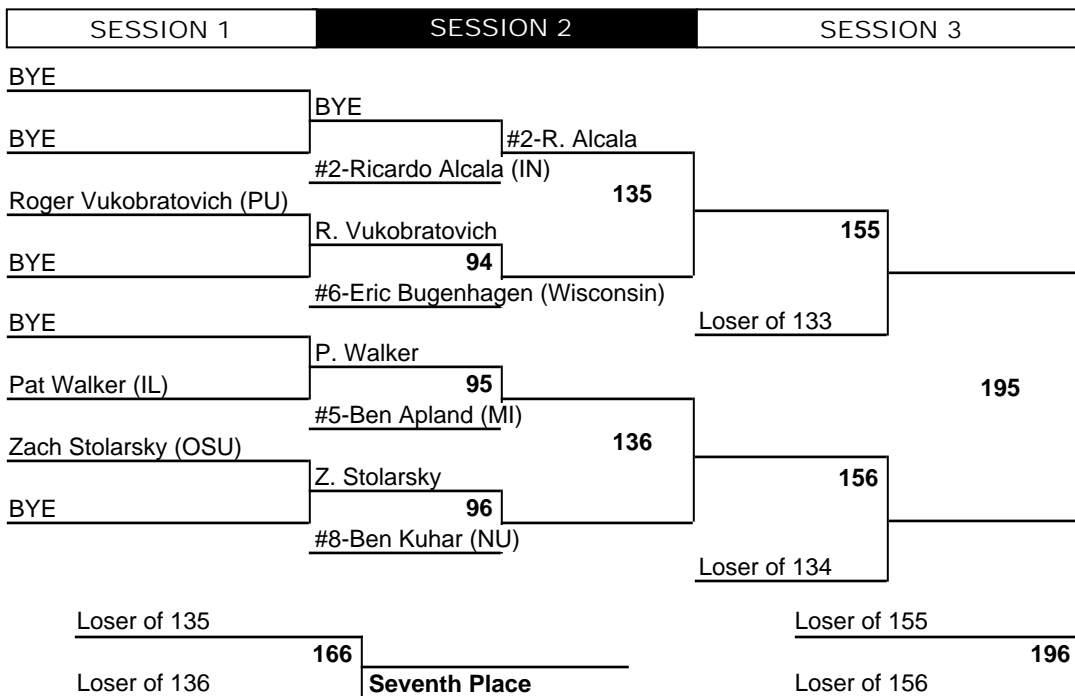 SESSION 1 SESSION 2 SESSION 3
BYE
BYE
BYE #2-R. Alcala
#2-Ricardo Alcala (IN)
135
Roger Vukobratovich (PU)
R. Vukobratovich 155
BYE 94
#6-Eric Bugenhagen (Wisconsin)
BYE Loser of 133
P. Walker
Pat Walker (IL) 95 195
#5-Ben Apland (MI)
Zach Stolarsky (OSU) 136
Z. Stolarsky 156
BYE 96
#8-Ben Kuhar (NU)
Loser of 134
Loser of 135 Loser of 155
166 196
Loser of 136 Seventh Place Loser of 156